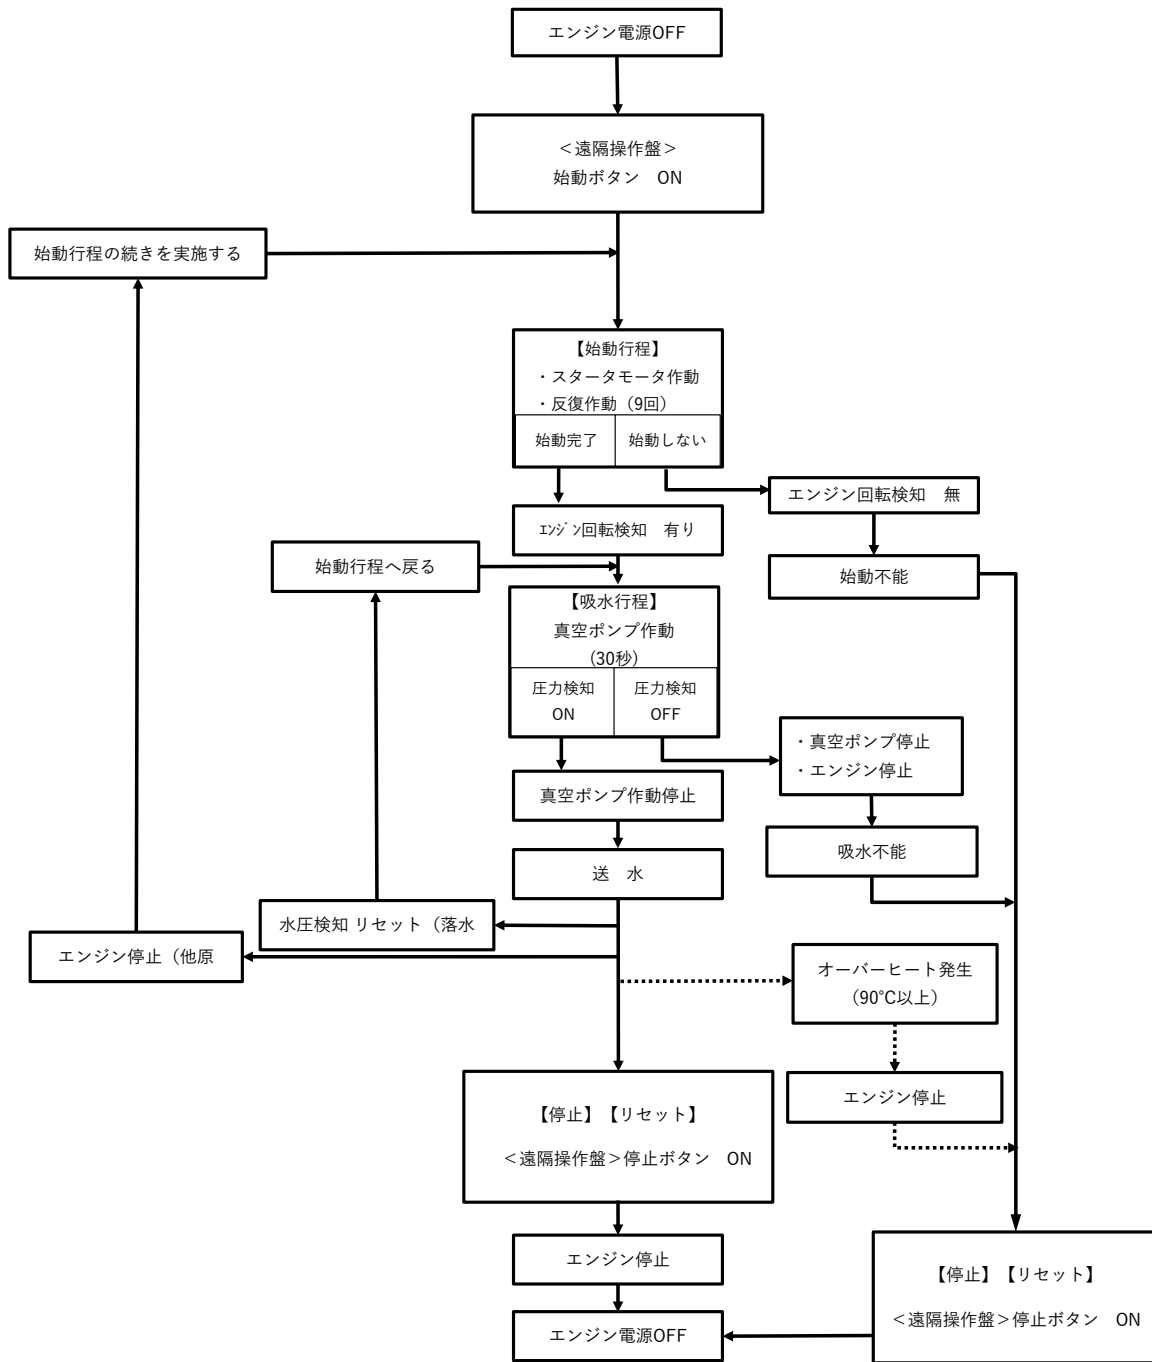 エンジン電源OFF
＜遠隔操作盤＞
始動ボタン　ON
始動行程の続きを実施する
【始動行程】
・スタータモータ作動
・反復作動（9回）
始動完了
始動しない
エンジン回転検知　無
ｴﾝｼﾞﾝ回転検知　有り
始動行程へ戻る
始動不能
【吸水行程】
真空ポンプ作動
（30秒）
圧力検知
ON
圧力検知
OFF
・真空ポンプ停止
・エンジン停止
真空ポンプ作動停止
吸水不能
送　水
水圧検知 リセット（落水
エンジン停止（他原
オーバーヒート発生
（90℃以上）
エンジン停止
【停止】【リセット】
＜遠隔操作盤＞停止ボタン　ON
エンジン停止
【停止】【リセット】
＜遠隔操作盤＞停止ボタン　ON
エンジン電源OFF